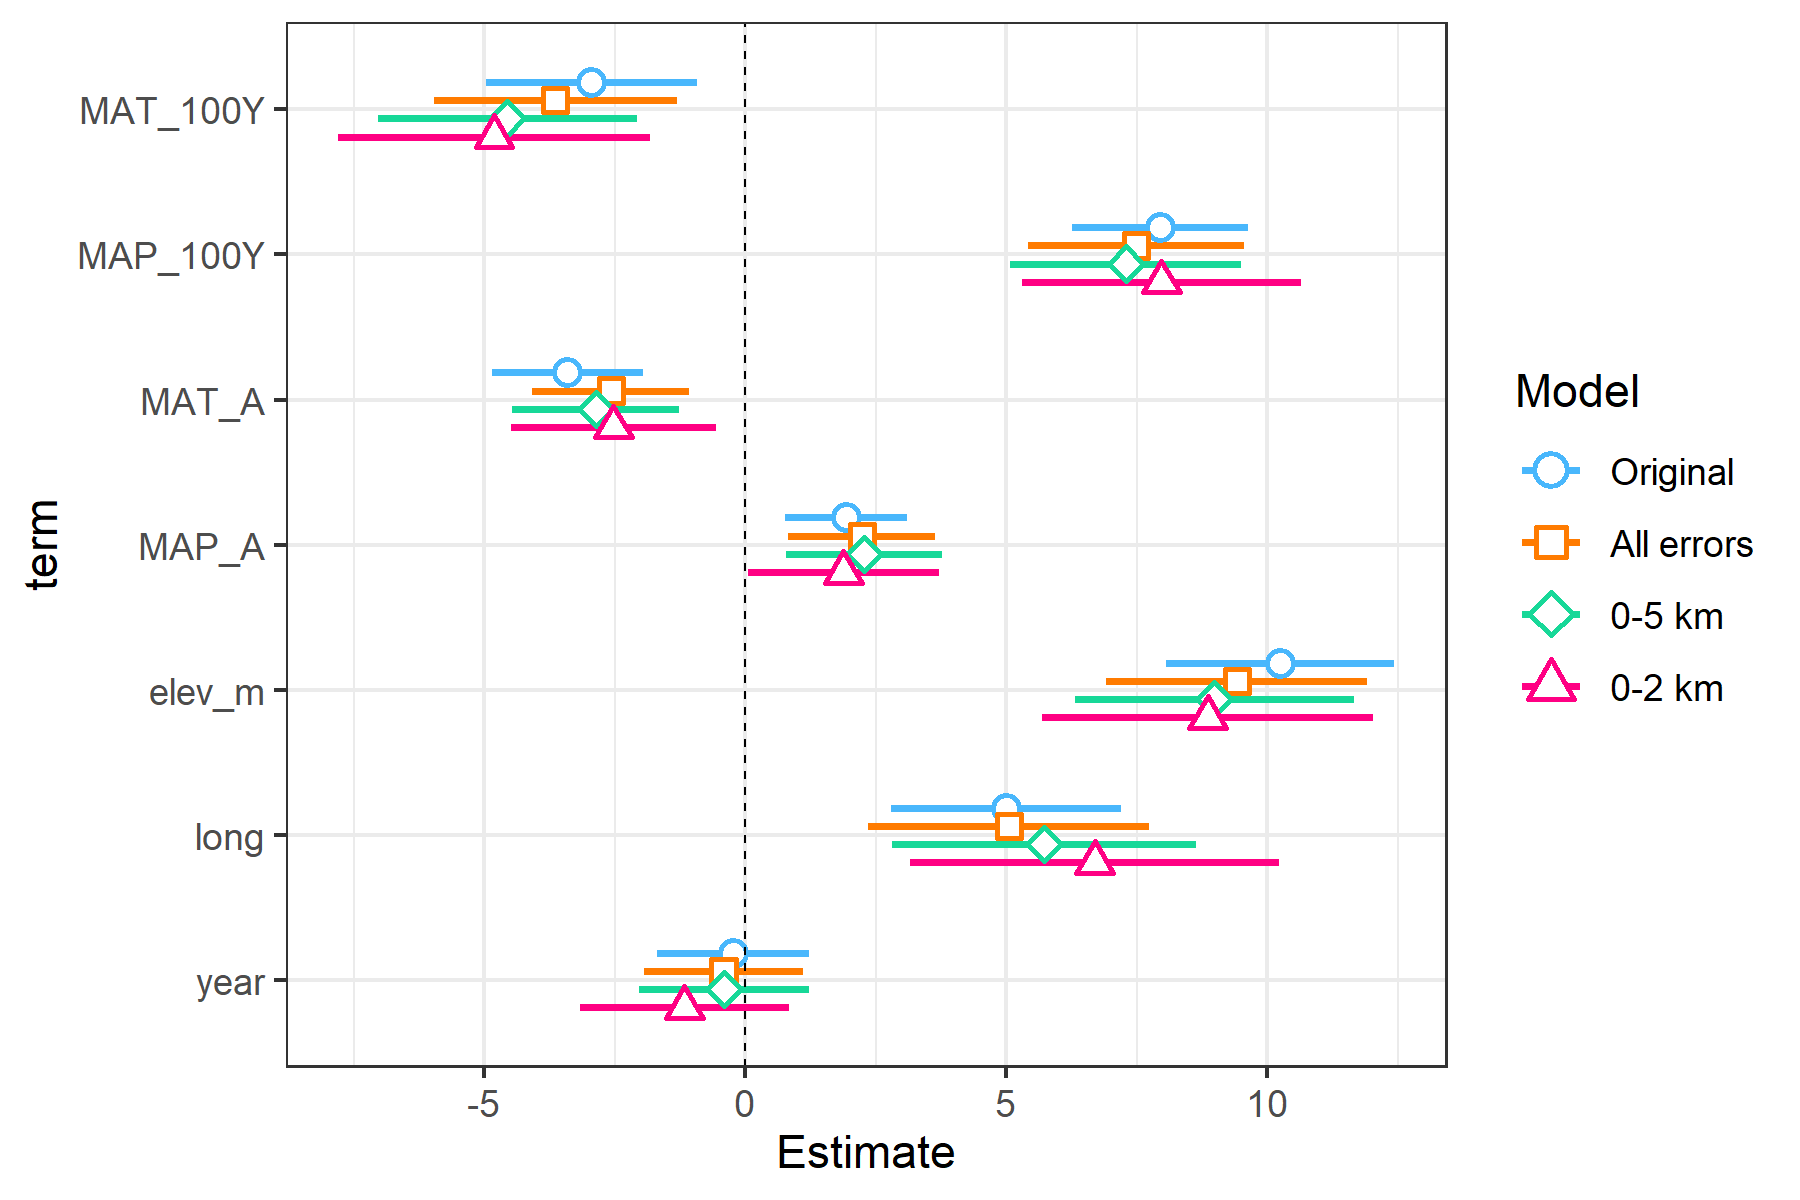 MAT_100Y
MAP_100Y
MAT_A
MAP_A
elev_m
long
year
term
-5 0 5 10
Estimate
Model
Original
All errors
0-5 km
0-2 km